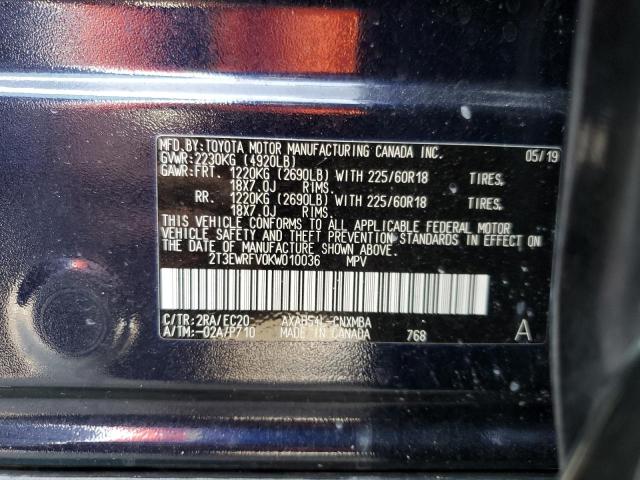 MFD.BY:TOYOTA MOTOR MANUFACTURING CANADA INC. 05/19
GVWR:2230KG (4920LB)
GAWR:FRT. 1220KG (2690LB) WITH 225/60R18 TIRES,
18X7.0J RIMS.
RR. 1220KG (2690LB) WITH 225/60R18 TIRES,
18X7.0J RIMS.
THIS VEHICLE CONFORMS TO ALL APPLICABLE FEDERAL MOTOR
VEHICLE SAFETY AND THEFT PREVENTION STANDARDS IN EFFECT
ON THE DATE OF MANUFACTURE SHOWN ABOVE.
2T3EWRFV0KW010036 MPV
C/TR:2RA/EC20 AXAH54L-CNXMBA
A/TM:-02A/P710 MADE IN CANADA 768 A